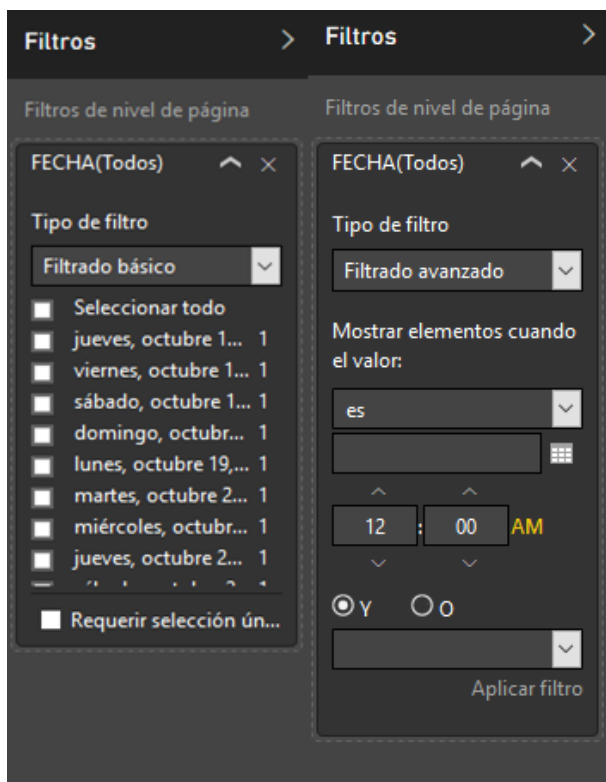 Filtros
Filtros de nivel de página
FECHA(Todos)
Tipo de filtro
Filtrado básico
Seleccionar todo
jueves, octubre 1... 1
viernes, octubre 1... 1
sábado, octubre 1... 1
domingo, octubr... 1
lunes, octubre 19,... 1
martes, octubre 2... 1
miércoles, octubr... 1
jueves, octubre 2... 1
Requerir selección ún...
Filtros
Filtros de nivel de página
FECHA(Todos)
Tipo de filtro
Filtrado avanzado
Mostrar elementos cuando
el valor:
es
12 : 00 AM
Y O
Aplicar filtro